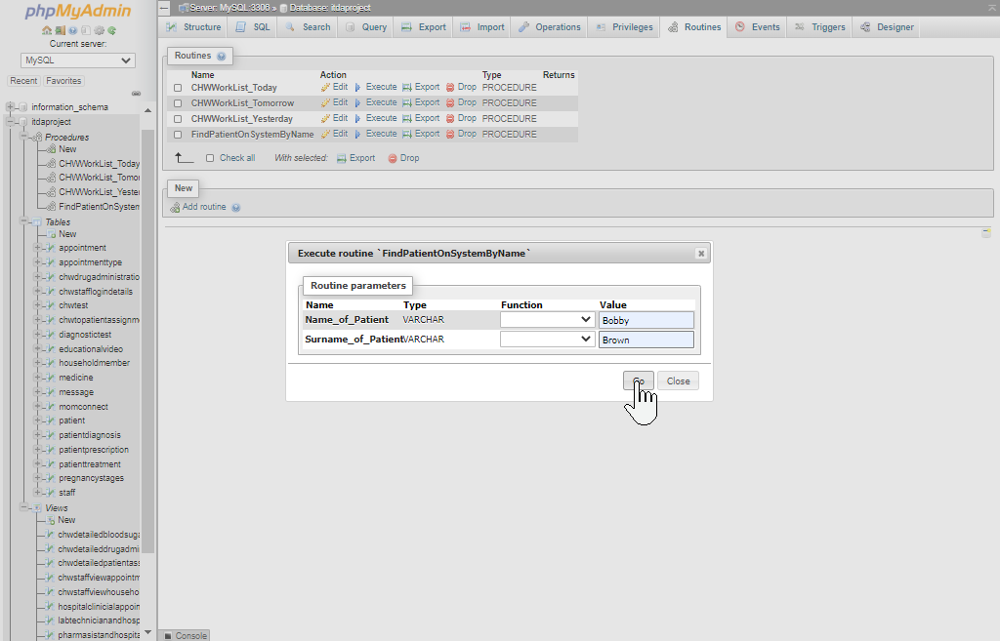 phpMyAdmin
Current server:
MySQL
Recent Favorites
information_schema
itdaproject
Procedures
New
CHWWorkList_Today
CHWWorkList_Tomor
CHWWorkList_Yester
FindPatientOnSystem
Tables
New
appointment
appointmenttype
chwdrugadministratio
chwstafflogindetails
chwtest
chwtopatientassignm
diagnostictest
educationalvideo
householdmember
medicine
message
momconnect
patient
patientdiagnosis
patientprescription
patienttreatment
pregnancystages
staff
Views
New
chwdetailedbloodsuga
chwdetaileddrugadmi
chwdetailedpatientass
chwstaffviewappointm
chwstaffviewhouseho
hospitalclinicialappoin
labtechnicianandhosp
pharmasistandhospita
Server: MySQL:3306 » Database: itdaproject
Structure SQL Search Query Export Import Operations Privileges Routines Events Triggers Designer
Routines
Name Action Type Returns
CHWWorkList_Today Edit Execute Export Drop PROCEDURE
CHWWorkList_Tomorrow Edit Execute Export Drop PROCEDURE
CHWWorkList_Yesterday Edit Execute Export Drop PROCEDURE
FindPatientOnSystemByName Edit Execute Export Drop PROCEDURE
Check all With selected: Export Drop
New
Add routine
Execute routine `FindPatientOnSystemByName`
Routine parameters
Name Type Function Value
Name_of_Patient VARCHAR Bobby
Surname_of_Patient VARCHAR Brown
Go Close
Console